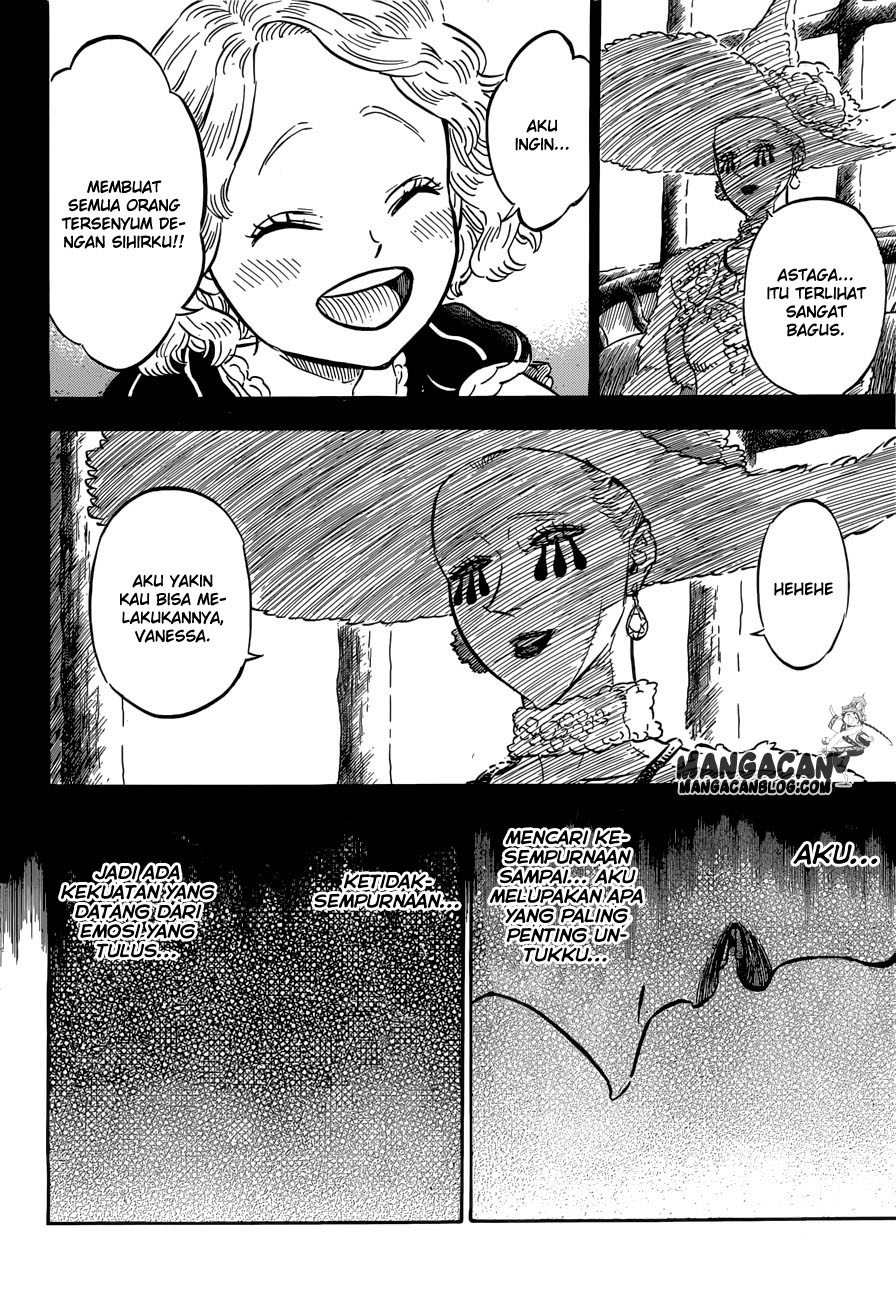 ASTAGA...
ITU TERLIHAT
SANGAT
BAGUS.
AKU
INGIN...
MEMBUAT
SEMUA ORANG
TERSENYUM DE-
NGAN SIHIRKU!!
HEHEHE
AKU YAKIN
KAU BISA ME-
LAKUKANNYA,
VANESSA.
MANGACAN
MANGACANBLOG.COM
AKU...
MENCARI KE-
SEMPURNAAN
SAMPAI... AKU
MELUPAKAN APA
YANG PALING
PENTING UN-
TUKKU...
KETIDAK-
SEMPURNAAN...
JADI ADA
KEKUATAN YANG
DATANG DARI
EMOSI YANG
TULUS...